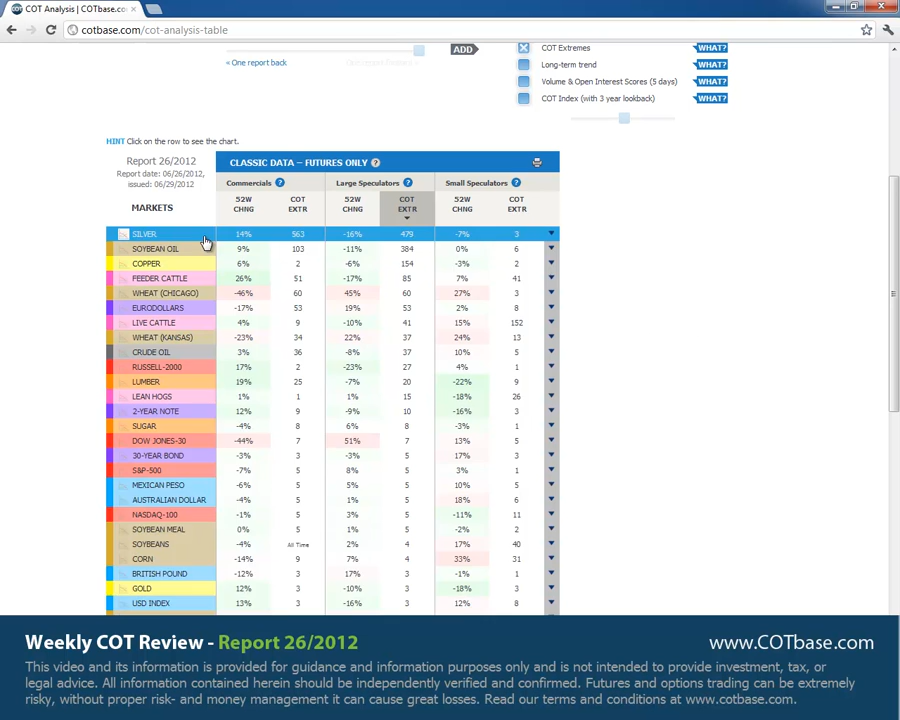 COT Analysis | COTbase.com
cotbase.com/cot-analysis-table
ADD
« One report back
COT Extremes WHAT?
Long-term trend WHAT?
Volume & Open Interest Scores (5 days) WHAT?
COT Index (with 3 year lookback) WHAT?
HINT Click on the row to see the chart.
Report 26/2012
Report date: 06/26/2012,
issued: 06/29/2012
MARKETS
CLASSIC DATA – FUTURES ONLY ?
Commercials ? Large Speculators ? Small Speculators ?
52W CHNG COT EXTR 52W CHNG COT EXTR 52W CHNG COT EXTR
SILVER 14% 563 -16% 479 -7% 3
SOYBEAN OIL 9% 103 -11% 384 0% 6
COPPER 6% 2 -6% 154 -3% 2
FEEDER CATTLE 26% 51 -17% 85 7% 41
WHEAT (CHICAGO) -46% 60 45% 60 27% 3
EURODOLLARS -17% 53 19% 53 2% 8
LIVE CATTLE 4% 9 -10% 41 15% 152
WHEAT (KANSAS) -23% 34 22% 37 24% 13
CRUDE OIL 3% 36 -8% 37 10% 5
RUSSELL-2000 17% 2 -23% 27 4% 1
LUMBER 19% 25 -7% 20 -22% 9
LEAN HOGS 1% 1 1% 15 -18% 26
2-YEAR NOTE 12% 9 -9% 10 -16% 3
SUGAR -4% 8 6% 8 -3% 1
DOW JONES-30 -44% 7 51% 7 13% 5
30-YEAR BOND -3% 3 -3% 5 17% 3
S&P-500 -7% 5 8% 5 3% 1
MEXICAN PESO -6% 5 1% 5 10% 5
AUSTRALIAN DOLLAR -4% 5 1% 5 18% 6
NASDAQ-100 -1% 5 3% 5 -11% 11
SOYBEAN MEAL 0% 5 1% 5 -2% 2
SOYBEANS -4% All Time 2% 4 17% 40
CORN -14% 9 7% 4 33% 31
BRITISH POUND -12% 3 17% 3 -1% 1
GOLD 12% 3 -10% 3 -18% 3
USD INDEX 13% 3 -16% 3 12% 8
Weekly COT Review - Report 26/2012
www.COTbase.com
This video and its information is provided for guidance and information purposes only and is not intended to provide investment, tax, or
legal advice. All information contained herein should be independently verified and confirmed. Futures and options trading can be extremely
risky, without proper risk- and money management it can cause great losses. Read our terms and conditions at www.cotbase.com.